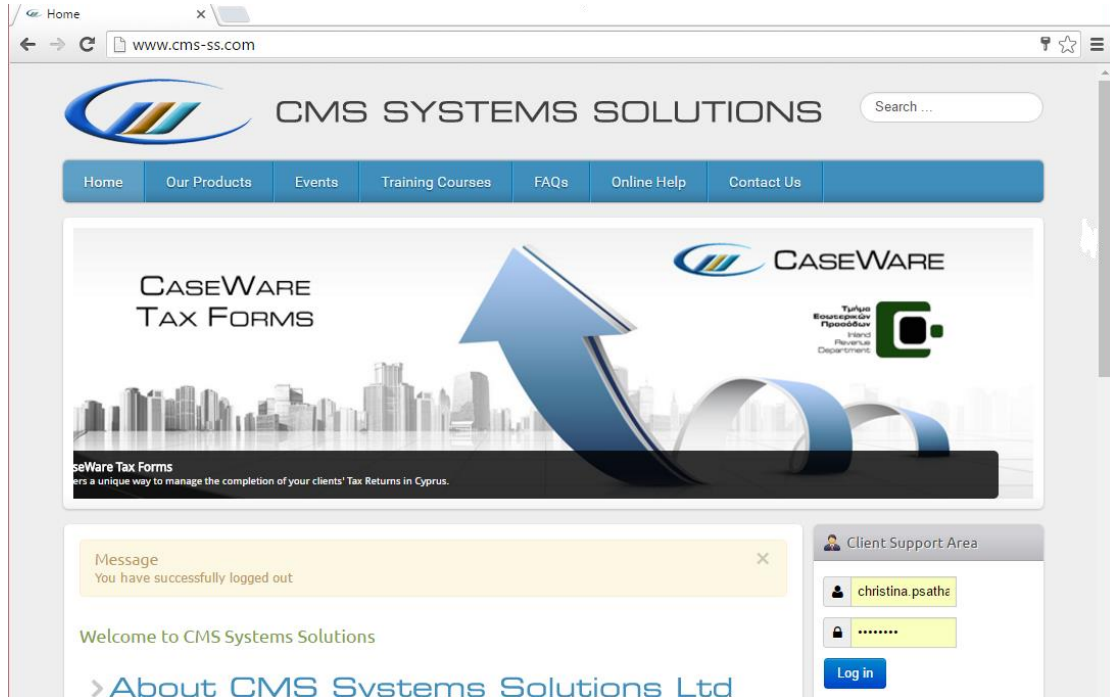 Home
www.cms-ss.com
CMS SYSTEMS SOLUTIONS
Search ...
Home Our Products Events Training Courses FAQs Online Help Contact Us
CASEWARE
TAX FORMS
CASEWARE
Τμήμα
Εσωτερικών
Προσόδων
Inland
Revenue
Department
seWare Tax Forms
ers a unique way to manage the completion of your clients' Tax Returns in Cyprus.
Message
You have successfully logged out
Client Support Area
christina.psatha
Welcome to CMS Systems Solutions
Log in
About CMS Systems Solutions Ltd